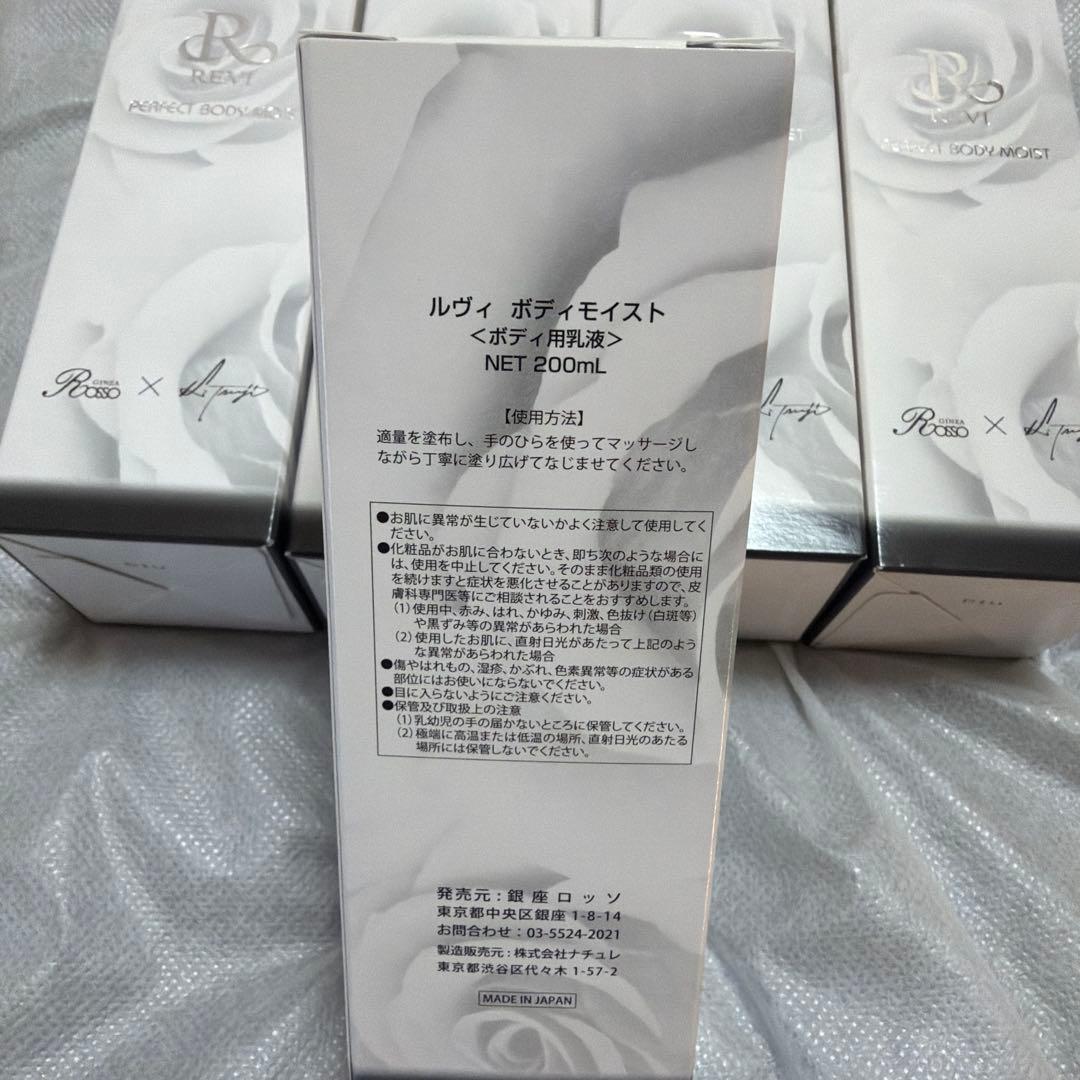 REVI
PERFECT BODY MOIS
GINZA
Rosso × S.Tsuji
REVI
PERFECT BODY MOIST
GINZA
Rosso ×
ルヴィ ボディモイスト
<ボディ用乳液>
NET 200mL
【使用方法】
適量を塗布し、手のひらを使ってマッサージし
ながら丁寧に塗り広げてなじませてください。
●お肌に異常が生じていないかよく注意して使用してく
ださい。
●化粧品がお肌に合わないとき、即ち次のような場合に
は、使用を中止してください。そのまま化粧品類の使用
を続けますと症状を悪化させることがありますので、皮
膚科専門医等にご相談されることをおすすめします。
(1)使用中、赤み、はれ、かゆみ、刺激、色抜け(白斑等)
や黒ずみ等の異常があらわれた場合
(2)使用したお肌に、直射日光があたって上記のよう
な異常があらわれた場合
●傷やはれもの、湿疹、かぶれ、色素異常等の症状がある
部位にはお使いにならないでください。
●目に入らないようにご注意ください。
●保管及び取扱上の注意
(1)乳幼児の手の届かないところに保管してください。
(2)極端に高温または低温の場所、直射日光のあたる
場所には保管しないでください。
発売元:銀座ロッソ
東京都中央区銀座1-8-14
お問合わせ:03-5524-2021
製造販売元:株式会社ナチュレ
東京都渋谷区代々木1-57-2
MADE IN JAPAN